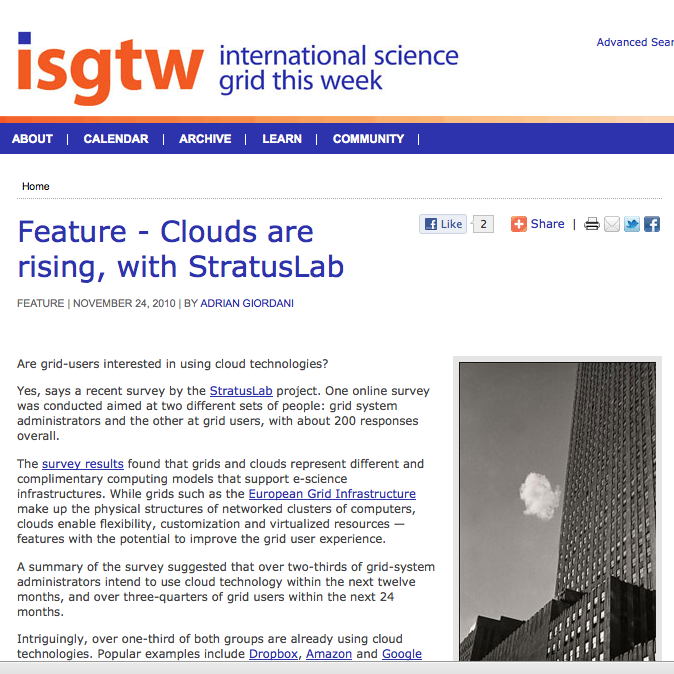 isgtw international science
grid this week
Advanced Sear
ABOUT | CALENDAR | ARCHIVE | LEARN | COMMUNITY |
Home
Feature - Clouds are
rising, with StratusLab
Like 2 Share |
FEATURE | NOVEMBER 24, 2010 | BY ADRIAN GIORDANI
Are grid-users interested in using cloud technologies?
Yes, says a recent survey by the StratusLab project. One online survey
was conducted aimed at two different sets of people: grid system
administrators and the other at grid users, with about 200 responses
overall.
The survey results found that grids and clouds represent different and
complimentary computing models that support e-science
infrastructures. While grids such as the European Grid Infrastructure
make up the physical structures of networked clusters of computers,
clouds enable flexibility, customization and virtualized resources —
features with the potential to improve the grid user experience.
A summary of the survey suggested that over two-thirds of grid-system
administrators intend to use cloud technology within the next twelve
months, and over three-quarters of grid users within the next 24
months.
Intriguingly, over one-third of both groups are already using cloud
technologies. Popular examples include Dropbox, Amazon and Google